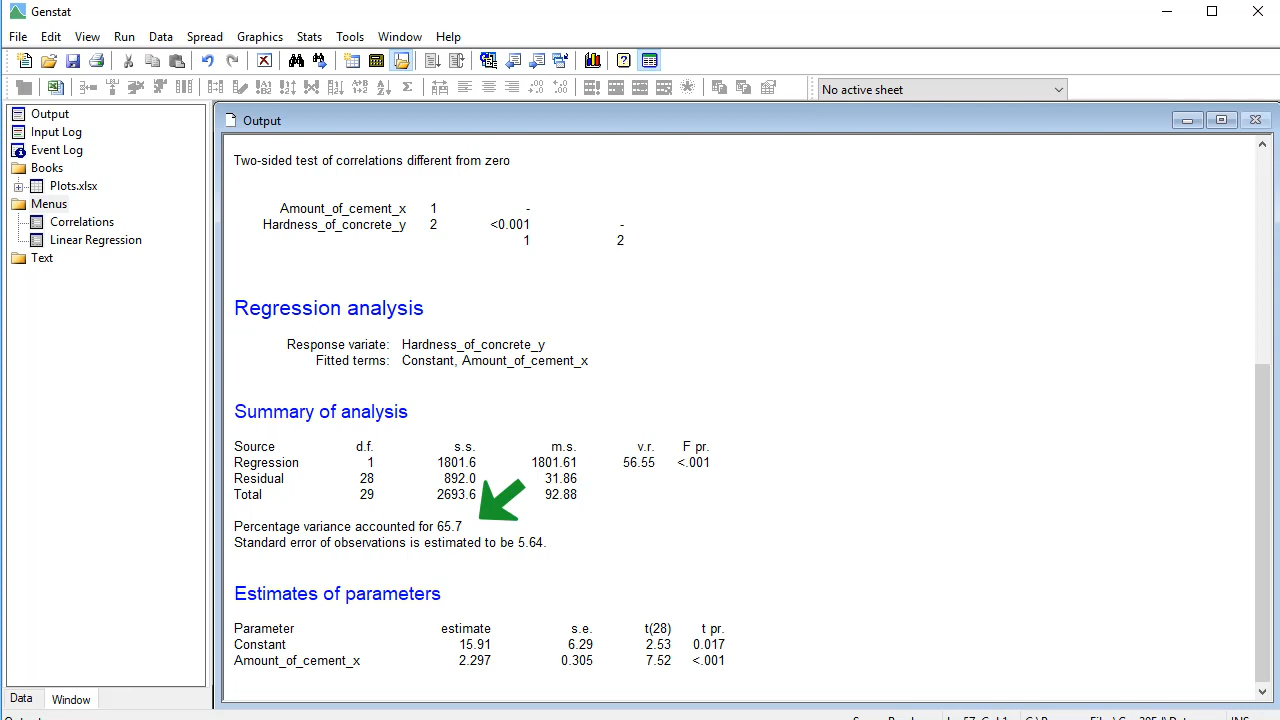 Genstat
File Edit View Run Data Spread Graphics Stats Tools Window Help
No active sheet
Output
Input Log
Event Log
Books
Plots.xlsx
Menus
Correlations
Linear Regression
Text
Data Window
Output
Two-sided test of correlations different from zero
Amount_of_cement_x 1 -
Hardness_of_concrete_y 2 <0.001 -
1 2
Regression analysis
Response variate: Hardness_of_concrete_y
Fitted terms: Constant, Amount_of_cement_x
Summary of analysis
Source d.f. s.s. m.s. v.r. F pr.
Regression 1 1801.6 1801.61 56.55 <.001
Residual 28 892.0 31.86
Total 29 2693.6 92.88
Percentage variance accounted for 65.7
Standard error of observations is estimated to be 5.64.
Estimates of parameters
Parameter estimate s.e. t(28) t pr.
Constant 15.91 6.29 2.53 0.017
Amount_of_cement_x 2.297 0.305 7.52 <.001